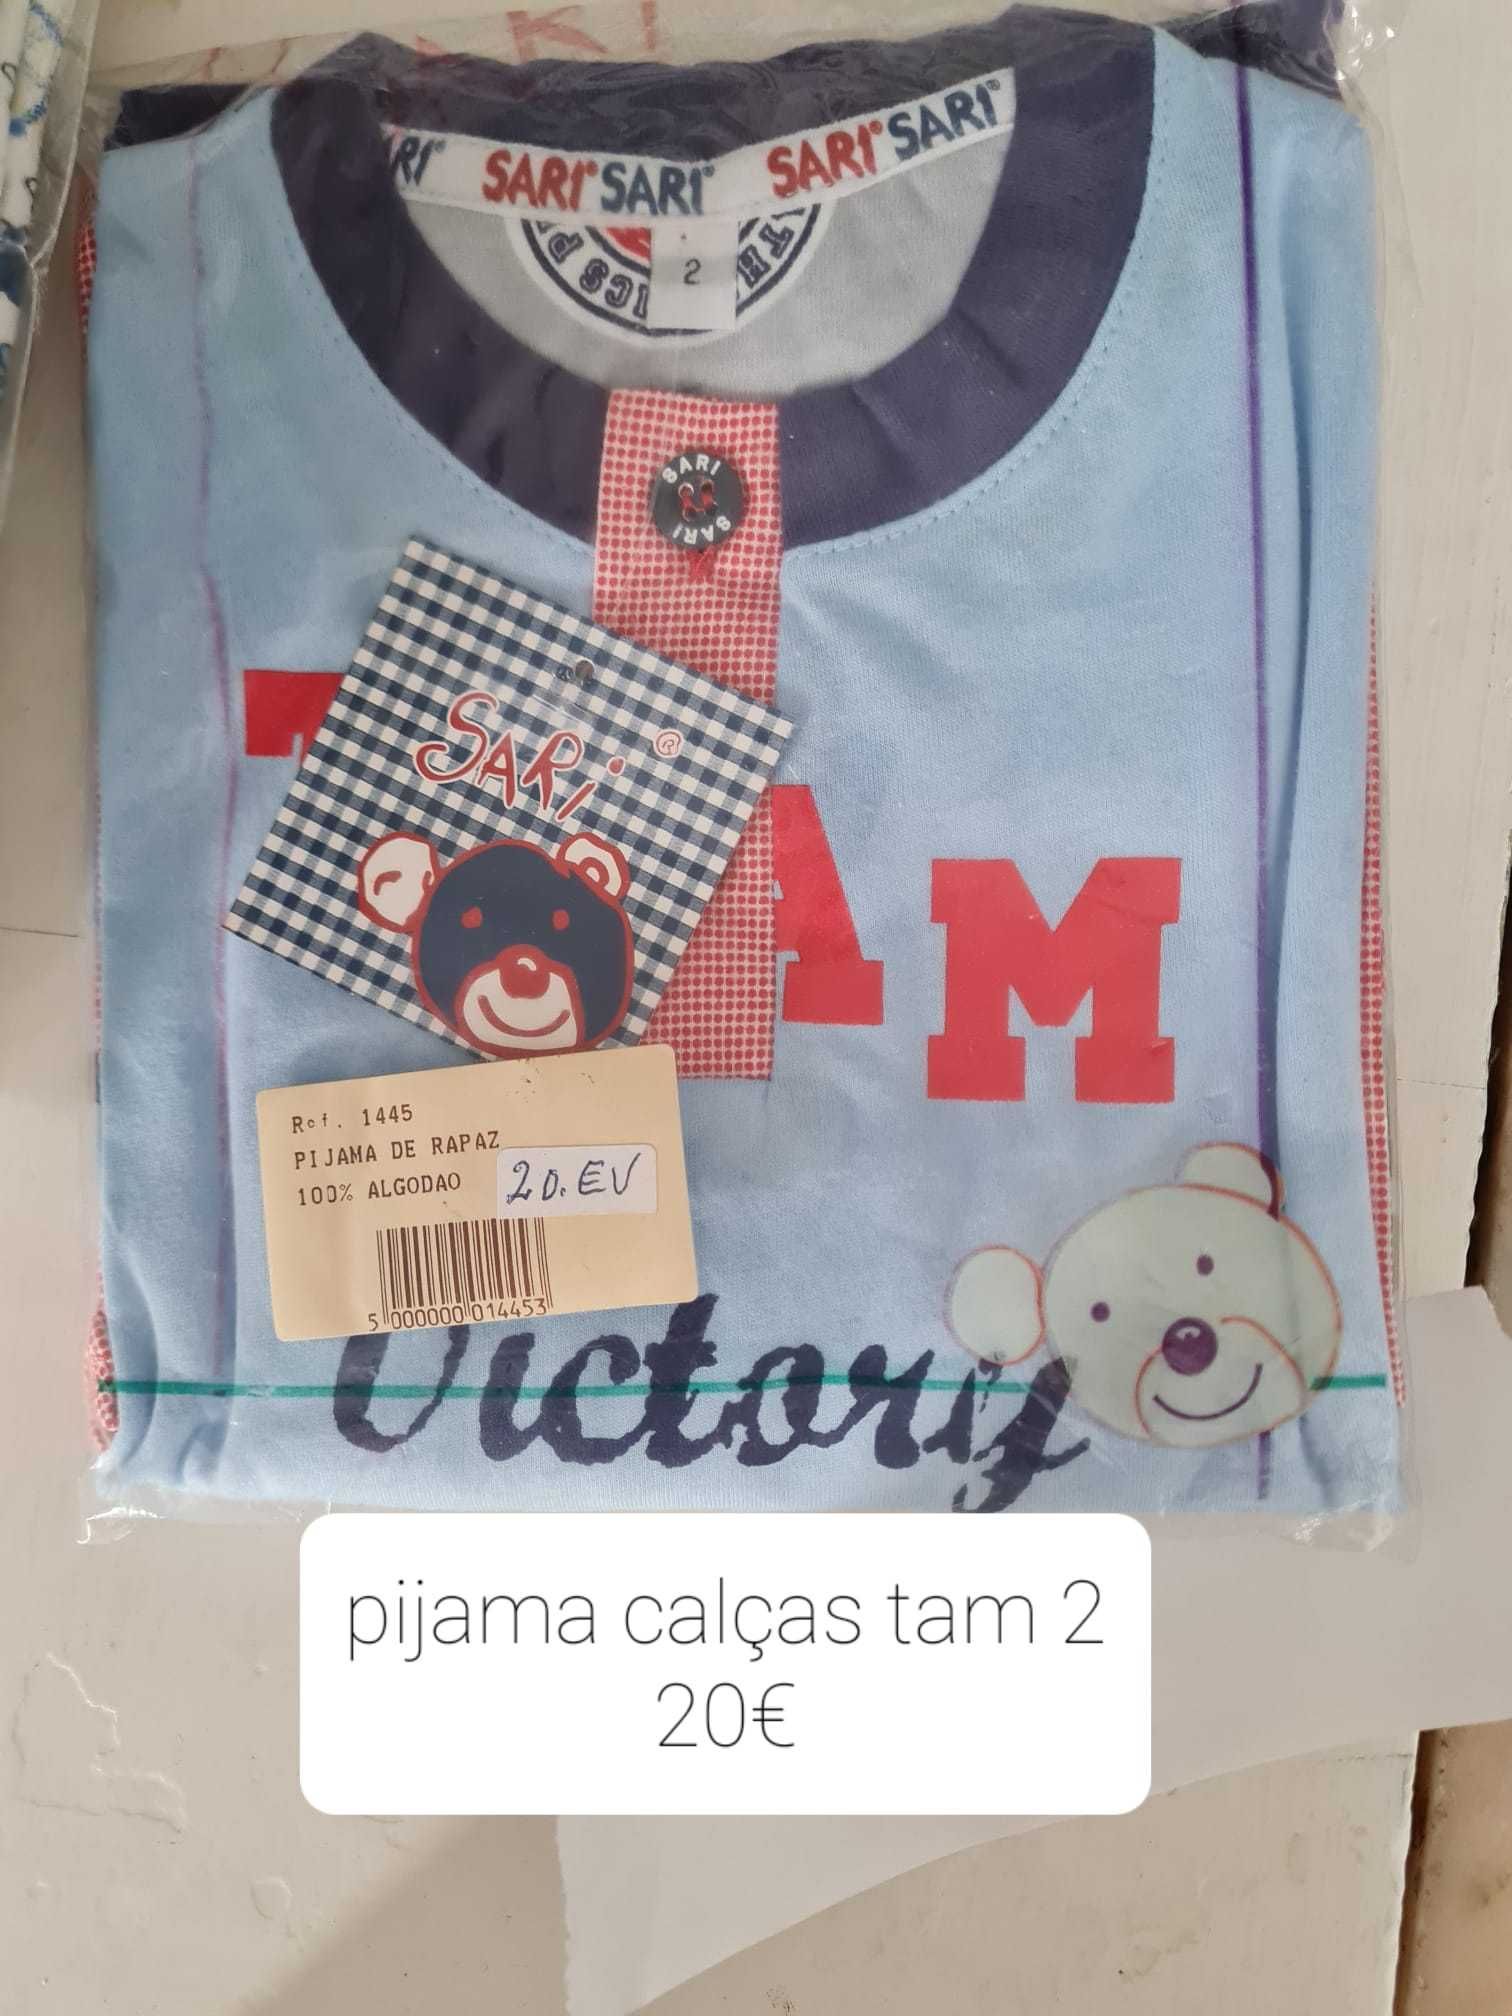 SARI SARI SARI SARI
2
SARI
SARI
SARi ®
AM
Ref. 1445
PIJAMA DE RAPAZ
100% ALGODAO
20.EV
5 000000 014453
Victory
pijama calças tam 2
20€